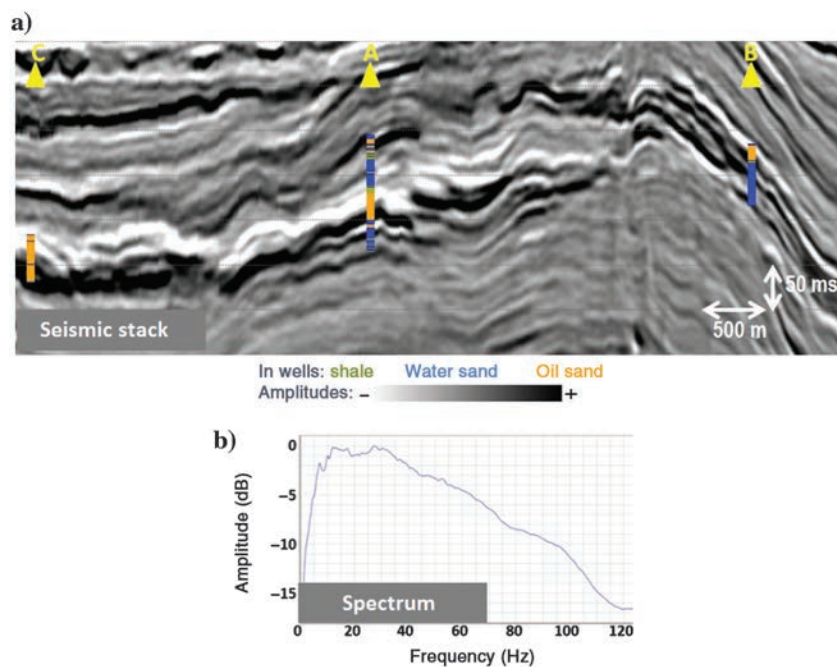 a)
C A B
50 ms
500 m
Seismic stack
In wells: shale Water sand Oil sand
Amplitudes: - +
b)
0
-5
-10
-15
Amplitude (dB)
Spectrum
0 20 40 60 80 100 120
Frequency (Hz)